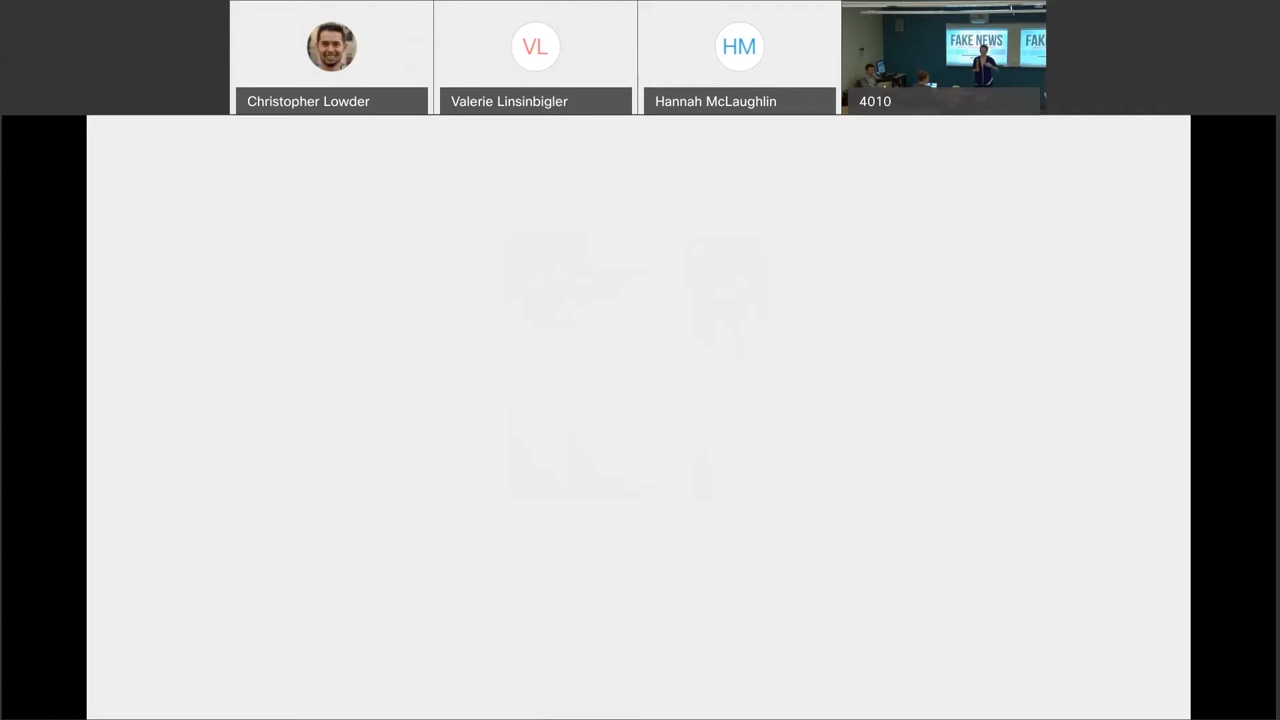 VL
HM
FAKE NEWS
FAK
Christopher Lowder
Valerie Linsinbigler
Hannah McLaughlin
4010